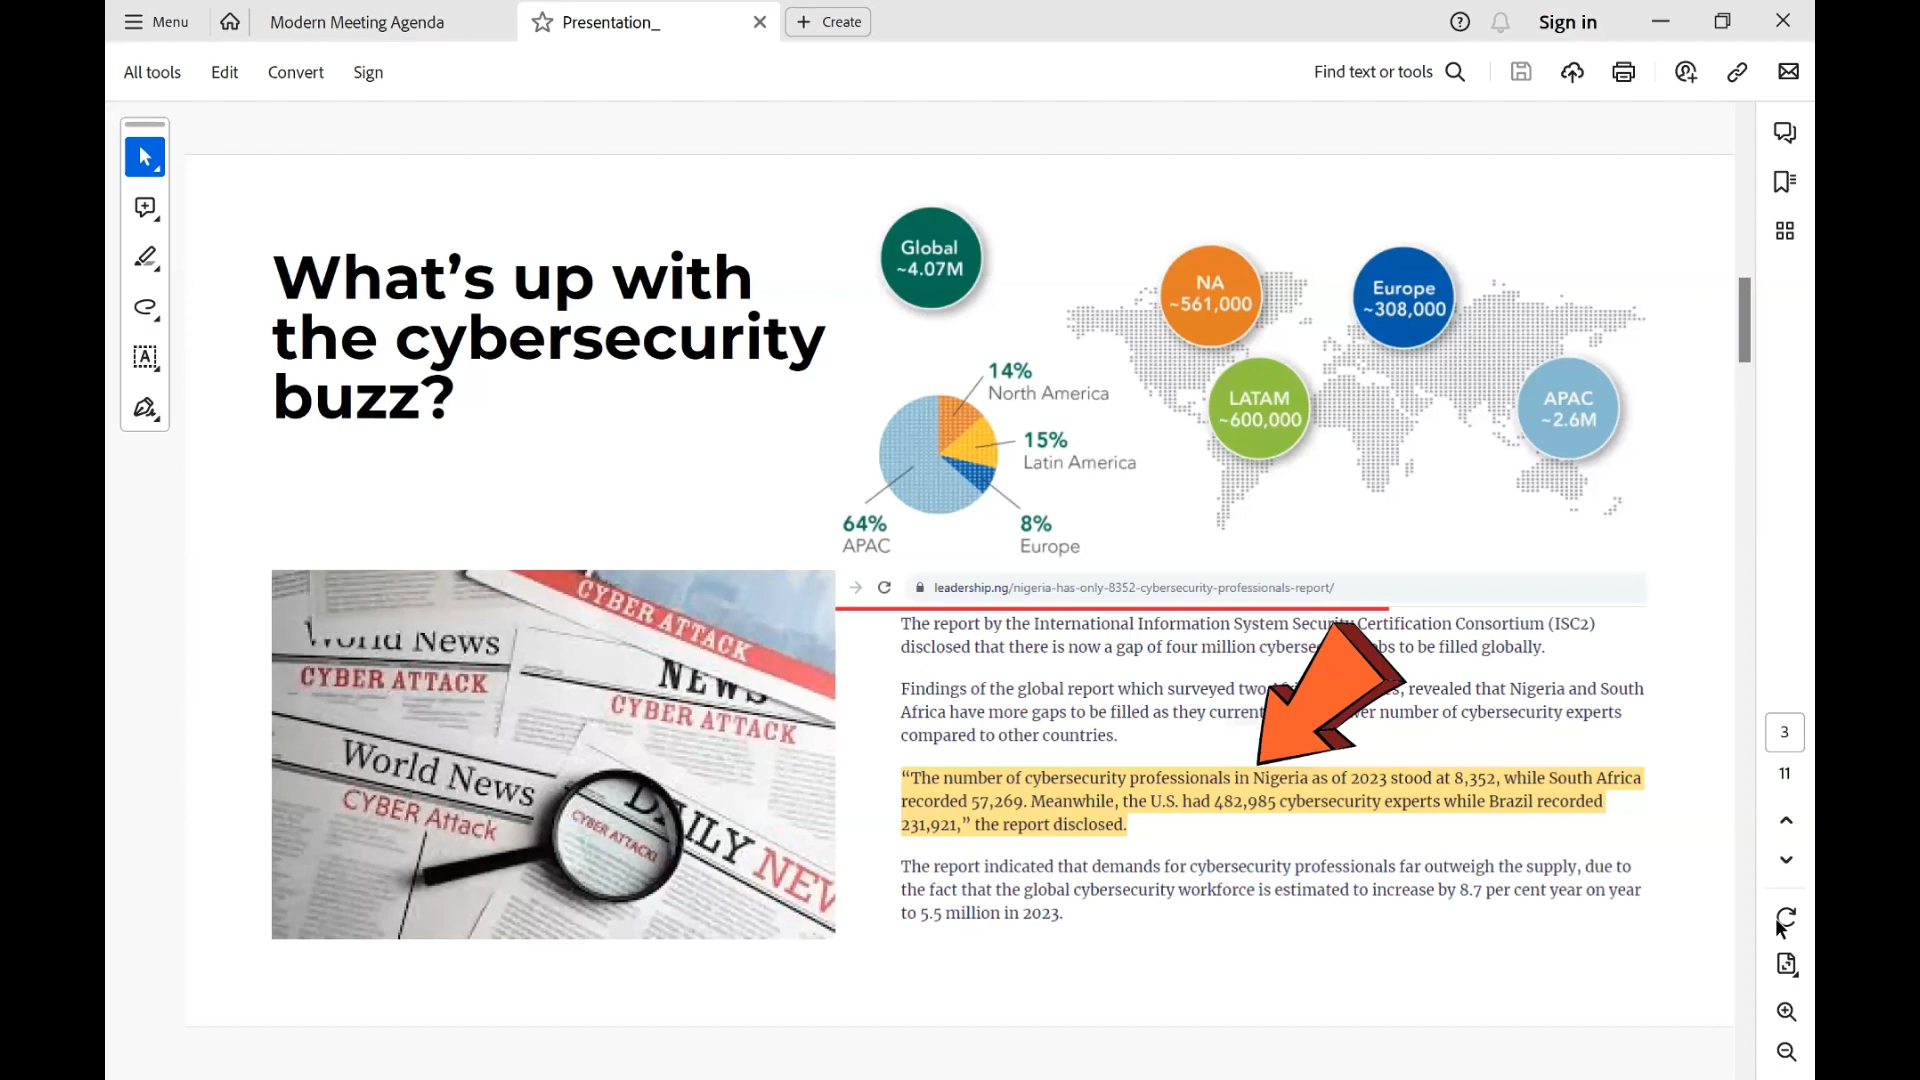 Menu
Modern Meeting Agenda
Presentation_
Create
Sign in
All tools
Edit
Convert
Sign
Find text or tools
What's up with
the cybersecurity
buzz?
Global
~4.07M
NA
~561,000
Europe
~308,000
LATAM
~600,000
APAC
~2.6M
14%
North America
15%
Latin America
64%
APAC
8%
Europe
CYBER ATTACK
World News
CYBER ATTACK
NEWS
CYBER ATTACK
World News
CYBER Attack
DAILY NEW
CYBER ATTACK!
leadership.ng/nigeria-has-only-8352-cybersecurity-professionals-report/
The report by the International Information System Security Certification Consortium (ISC2)
disclosed that there is now a gap of four million to be filled globally.
Findings of the global report which surveyed two revealed that Nigeria and South
Africa have more gaps to be filled as they number of cybersecurity experts
compared to other countries.
“The number of cybersecurity professionals in Nigeria as of 2023 stood at 8,352, while South Africa
recorded 57,269. Meanwhile, the U.S. had 482,985 cybersecurity experts while Brazil recorded
231,921,” the report disclosed.
The report indicated that demands for cybersecurity professionals far outweigh the supply, due to
the fact that the global cybersecurity workforce is estimated to increase by 8.7 per cent year on year
to 5.5 million in 2023.
3
11